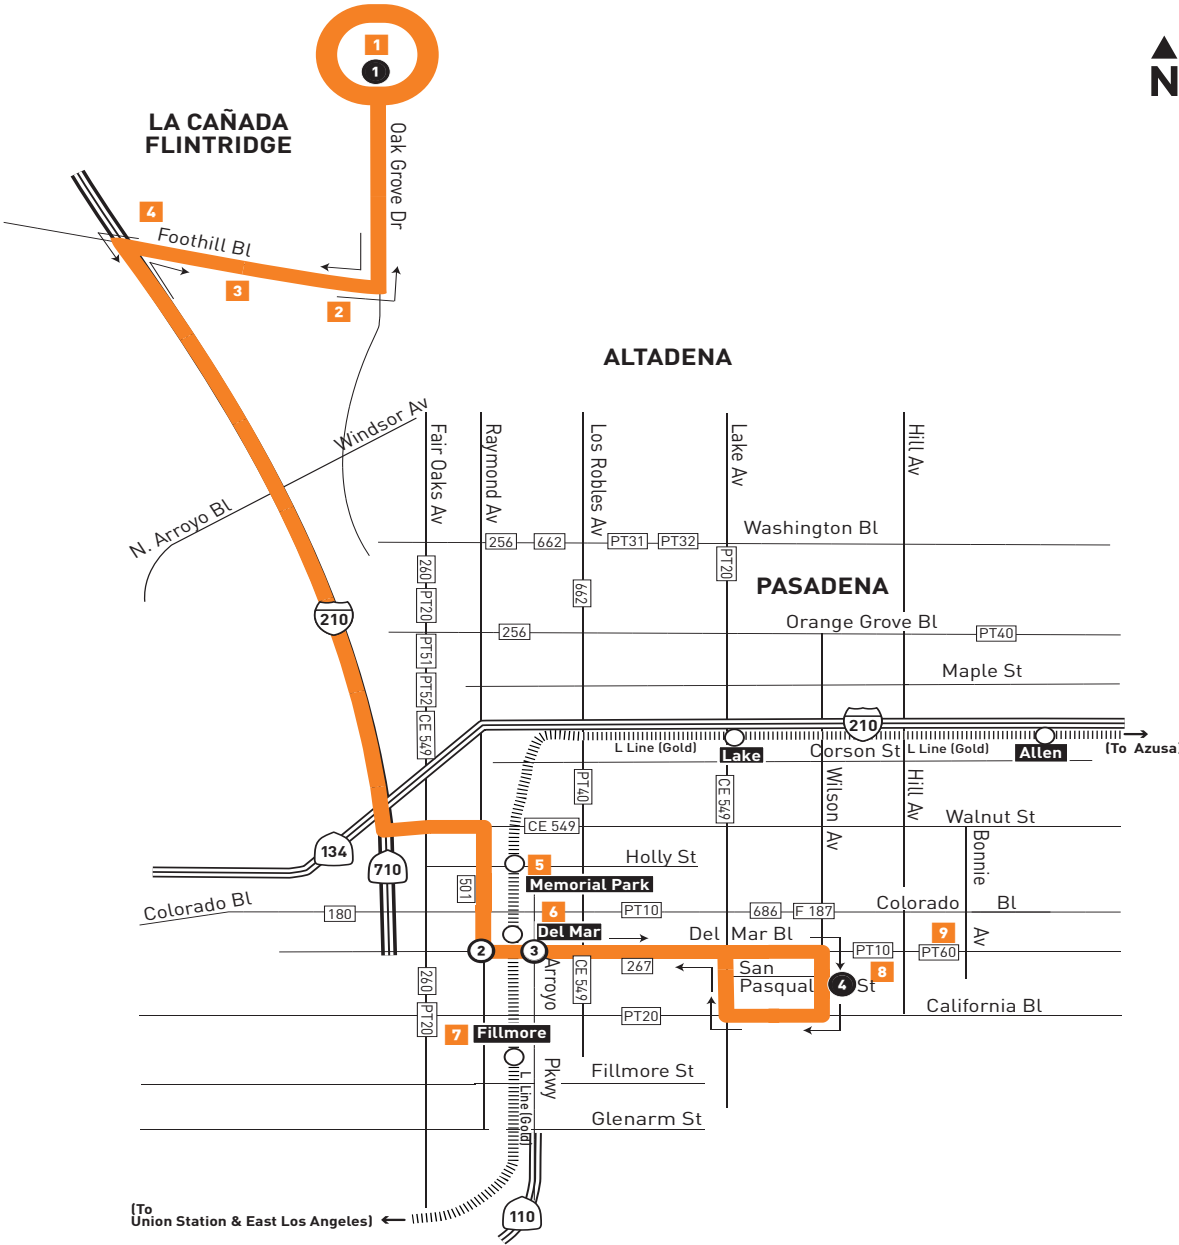 1
1
N
LA CAÑADA
FLINTRIDGE
Oak Grove Dr
4
Foothill Bl
3
2
ALTADENA
Windsor Av
N. Arroyo Bl
Fair Oaks Av
Raymond Av
Los Robles Av
Lake Av
Hill Av
Washington Bl
256
662
PT31
PT32
260
PT20
PT20
662
PASADENA
210
256
Orange Grove Bl
PT40
PT51
PT52
CE 549
Maple St
210
L Line (Gold)
Lake
Corson St
L Line (Gold)
Allen
(To Azusa
PT40
CE 549
Wilson Av
Hill Av
Walnut St
CE 549
134
710
Bonnie
Av
Holly St
5
Memorial Park
501
Colorado Bl
180
6
PT10
686
F 187
Colorado
Bl
Del Mar
Del Mar Bl
9
2
3
PT10
PT60
267
8
San
Pasqual
4
St
Arroyo
CE 549
260
PT20
PT20
California Bl
7
Fillmore
Pkwy
L Line (Gold)
Fillmore St
Glenarm St
(To
Union Station & East Los Angeles)
110